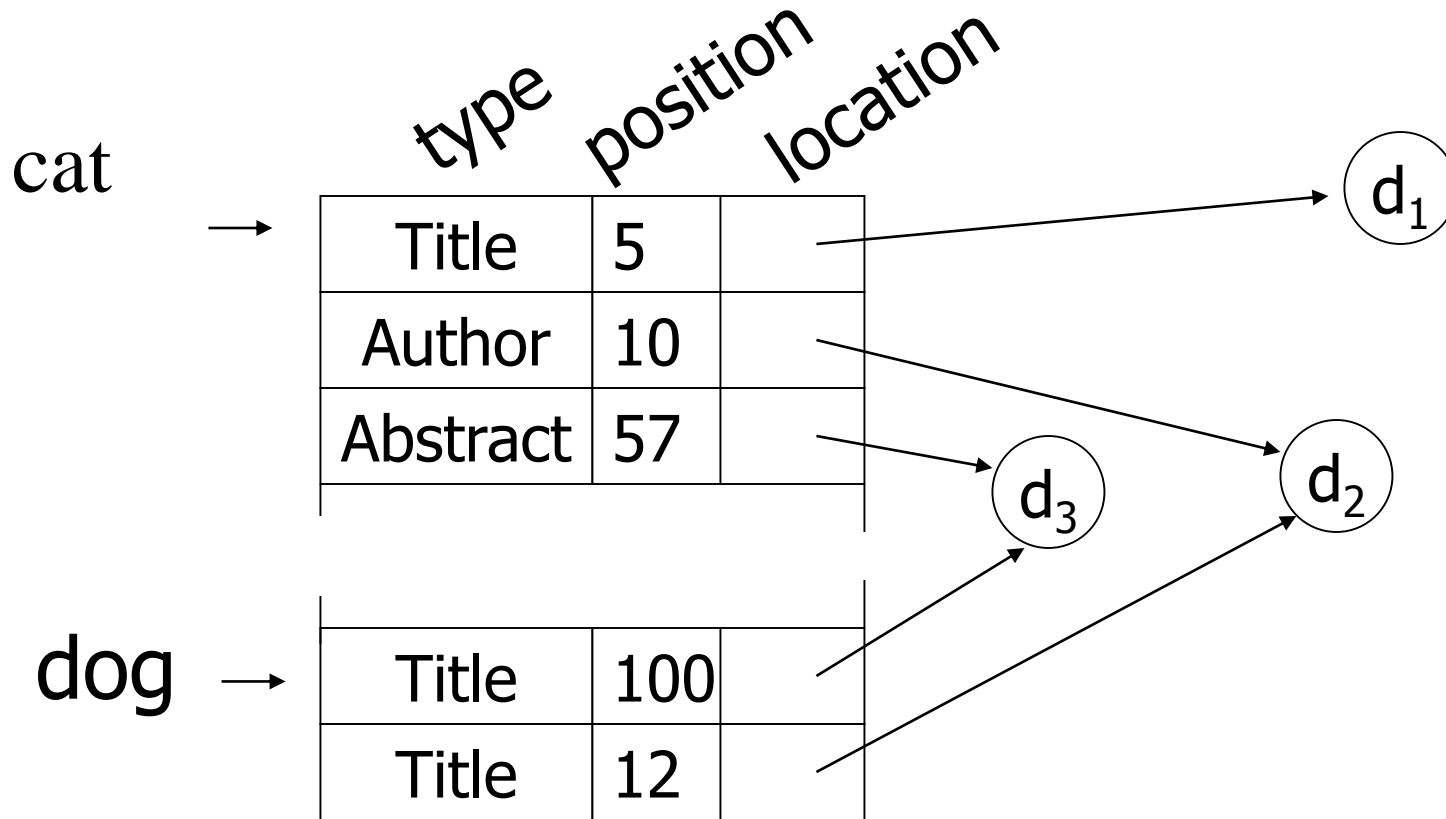 type position location
cat
Title 5
d₁
Author 10
Abstract 57
d₃
d₂
dog
Title 100
Title 12